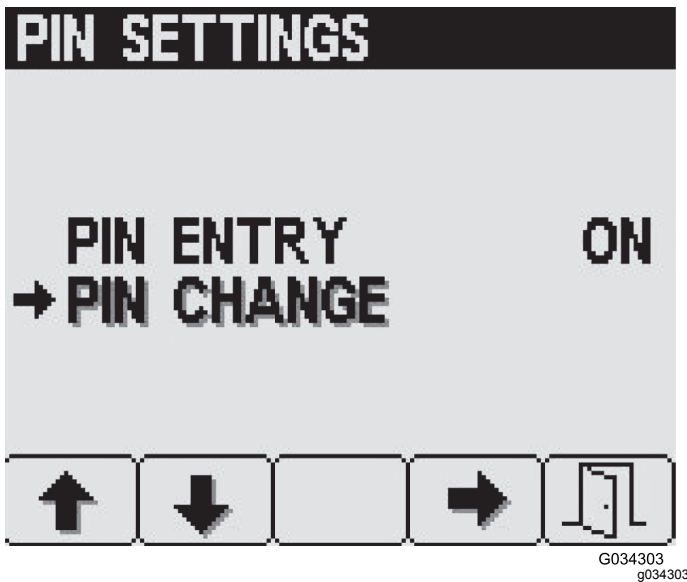 PIN SETTINGS
PIN ENTRY ON
→ PIN CHANGE
G034303
g034303